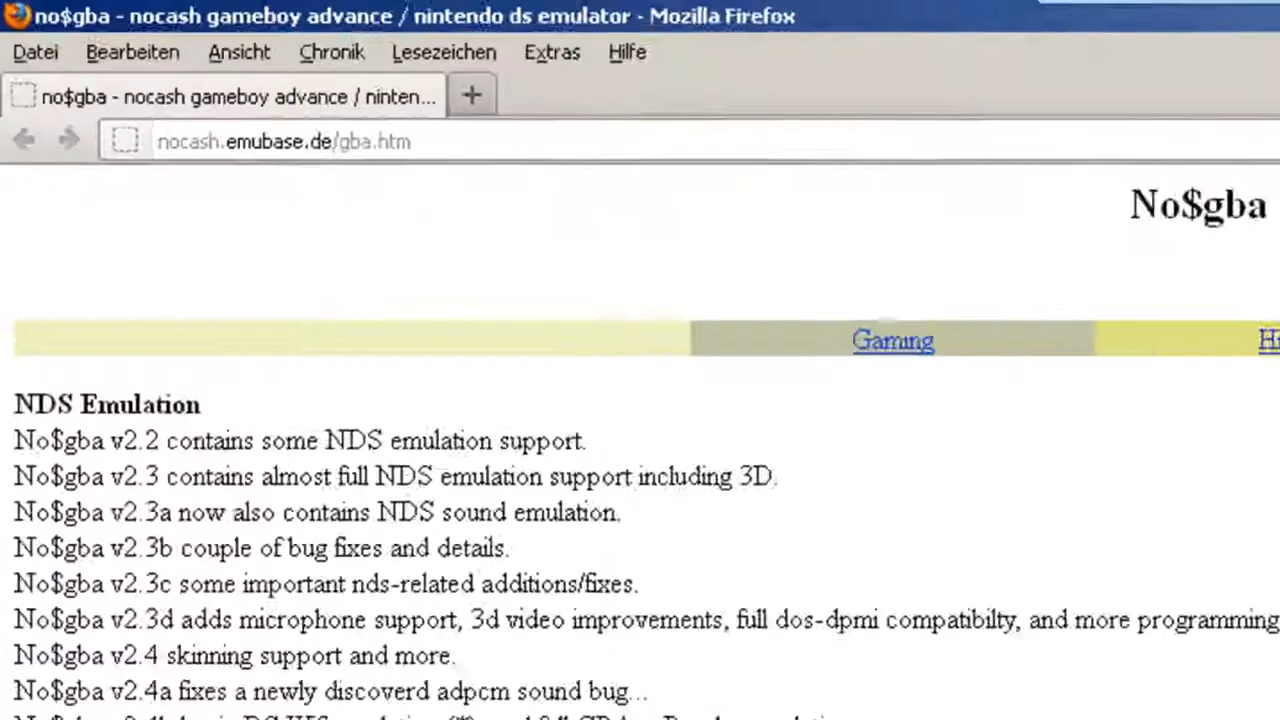 no$gba - nocash gameboy advance / nintendo ds emulator - Mozilla Firefox
Datei Bearbeiten Ansicht Chronik Lesezeichen Extras Hilfe
no$gba - nocash gameboy advance / ninten...
nocash.emubase.de/gba.htm
No$gba
Gaming
NDS Emulation
No$gba v2.2 contains some NDS emulation support.
No$gba v2.3 contains almost full NDS emulation support including 3D.
No$gba v2.3a now also contains NDS sound emulation.
No$gba v2.3b couple of bug fixes and details.
No$gba v2.3c some important nds-related additions/fixes.
No$gba v2.3d adds microphone support, 3d video improvements, full dos-dpmi compatibilty, and more programming
No$gba v2.4 skinning support and more.
No$gba v2.4a fixes a newly discoverd adpcm sound bug...